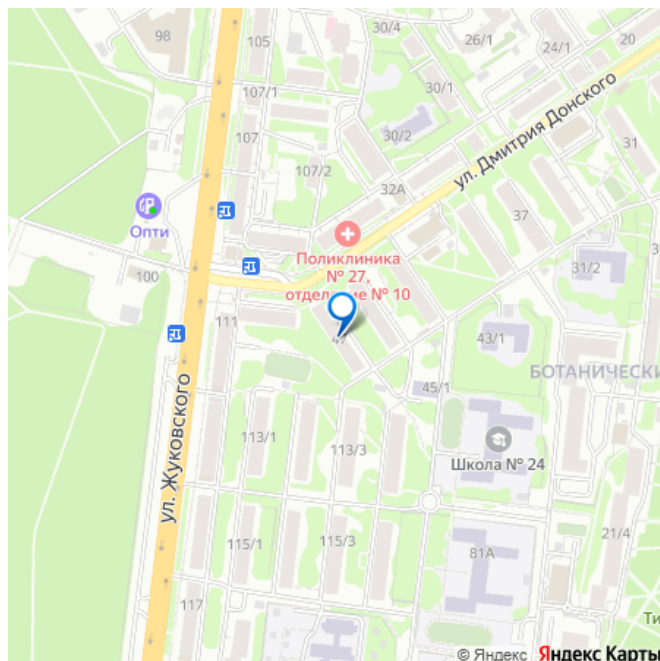 98
105
30/4
26/1
24/1
20
107/1
30/1
107
30/2
ул. Дмитрия Донского
31
107/2
32А
Опти
37
Поликлиника
№ 27,
отделение № 10
100
31/2
111
43/1
47
БОТАНИЧЕСКИ
45/1
ул. Жуковского
113/1
113/3
Школа № 24
115/1
115/3
21/4
81А
117
Ти
© Яндекс Яндекс Карты